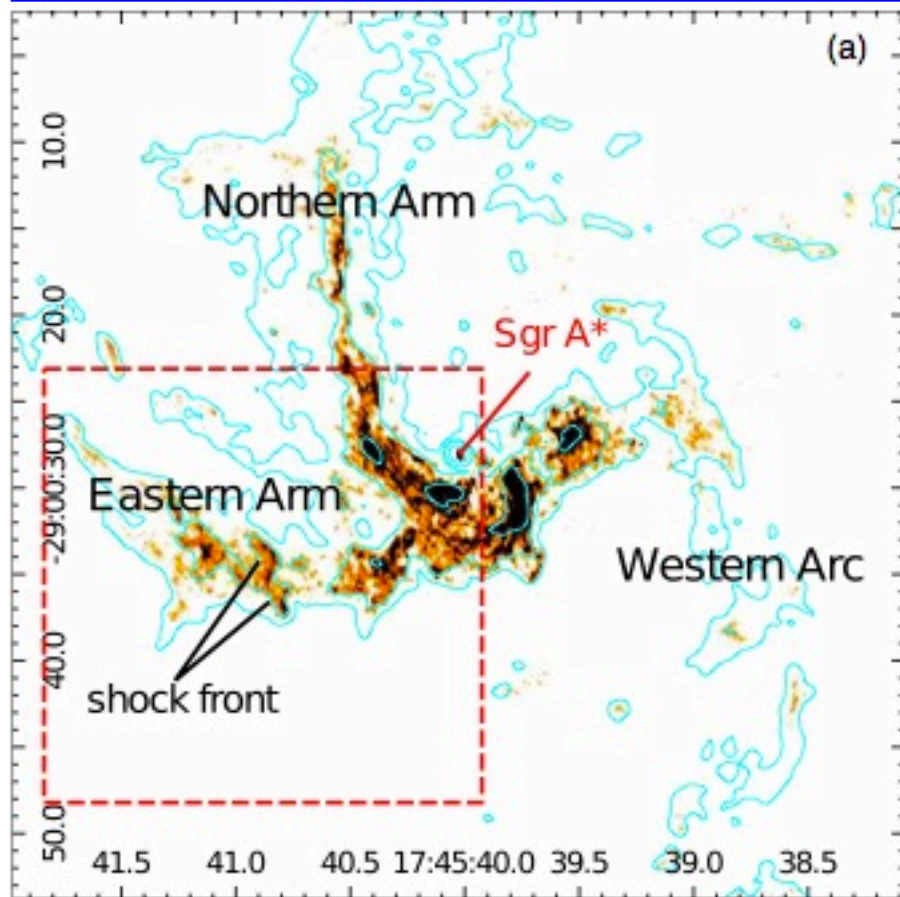 (a)
10.0
Northern Arm
20.0
Sgr A*
-29:00:30.0
Eastern Arm
Western Arc
40.0
shock front
50.0
41.5 41.0 40.5 17:45:40.0 39.5 39.0 38.5